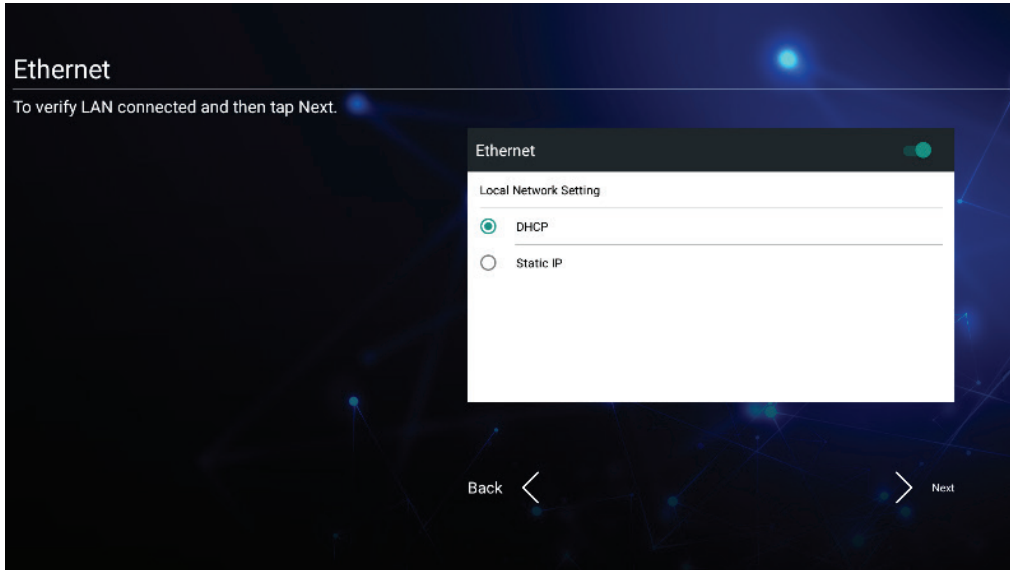 Ethernet
To verify LAN connected and then tap Next.
Ethernet
Local Network Setting
DHCP
Static IP
Back
Next